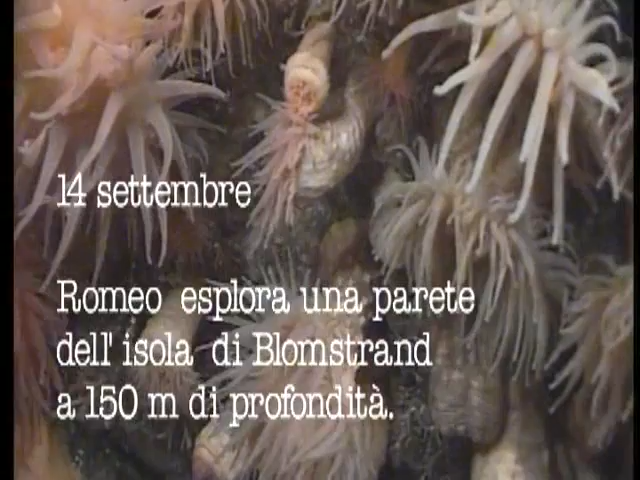 14 settembre
Romeo esplora una parete
dell' isola di Blomstrand
a 150 m di profondità.